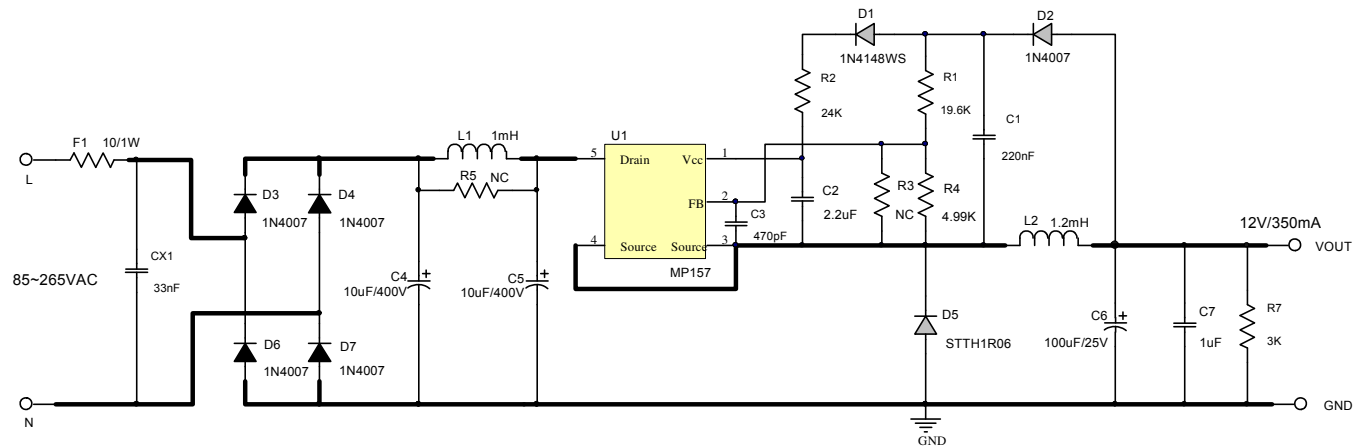 D1
1N4148WS
D2
1N4007
R2
24K
R1
19.6K
C1
220nF
F1 10/1W
L
L1 1mH
R5 NC
U1
5 Drain Vcc 1
FB 2
4 Source Source 3
MP157
C2
2.2uF
C3
470pF
R3
NC
R4
4.99K
D3
1N4007
D4
1N4007
L2 1.2mH
12V/350mA
VOUT
85~265VAC
CX1
33nF
C4
10uF/400V
+
C5
10uF/400V
+
D5
STTH1R06
C6
100uF/25V
+
C7
1uF
R7
3K
D6
1N4007
D7
1N4007
N
GND
GND